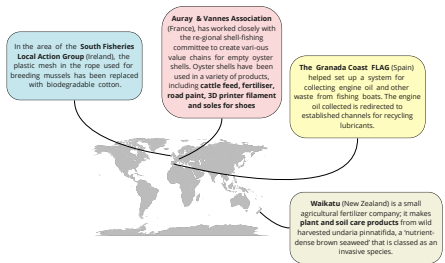 In the area of the South Fisheries
Local Action Group (Ireland), the
plastic mesh in the rope used for
breeding mussels has been replaced
with biodegradable cotton.
Auray & Vannes Association
(France), has worked closely with
the re-gional shell-fishing
committee to create vari-ous
value chains for empty oyster
shells. Oyster shells have been
used in a variety of products,
including cattle feed, fertiliser,
road paint, 3D printer filament
and soles for shoes
The Granada Coast FLAG (Spain)
helped set up a system for
collecting engine oil and other
waste from fishing boats. The engine
oil collected is redirected to
established channels for recycling
lubricants.
Waikatu (New Zealand) is a small
agricultural fertilizer company; it makes
plant and soil care products from wild
harvested undaria pinnatifida, a 'nutrient-
dense brown seaweed' that is classed as an
invasive species.